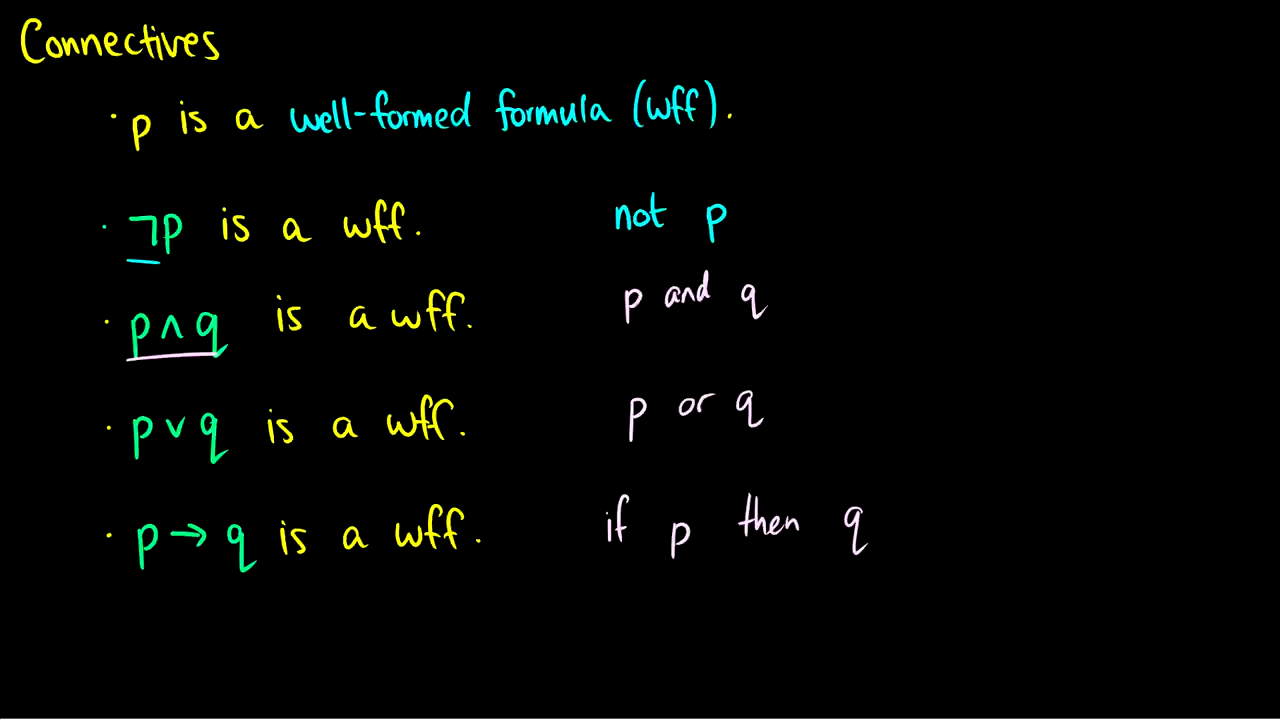 Connectives
· p is a well-formed formula (wff).
· ¬p is a wff. not p
· p ∧ q is a wff. p and q
· p ∨ q is a wff. p or q
· p → q is a wff. if p then q